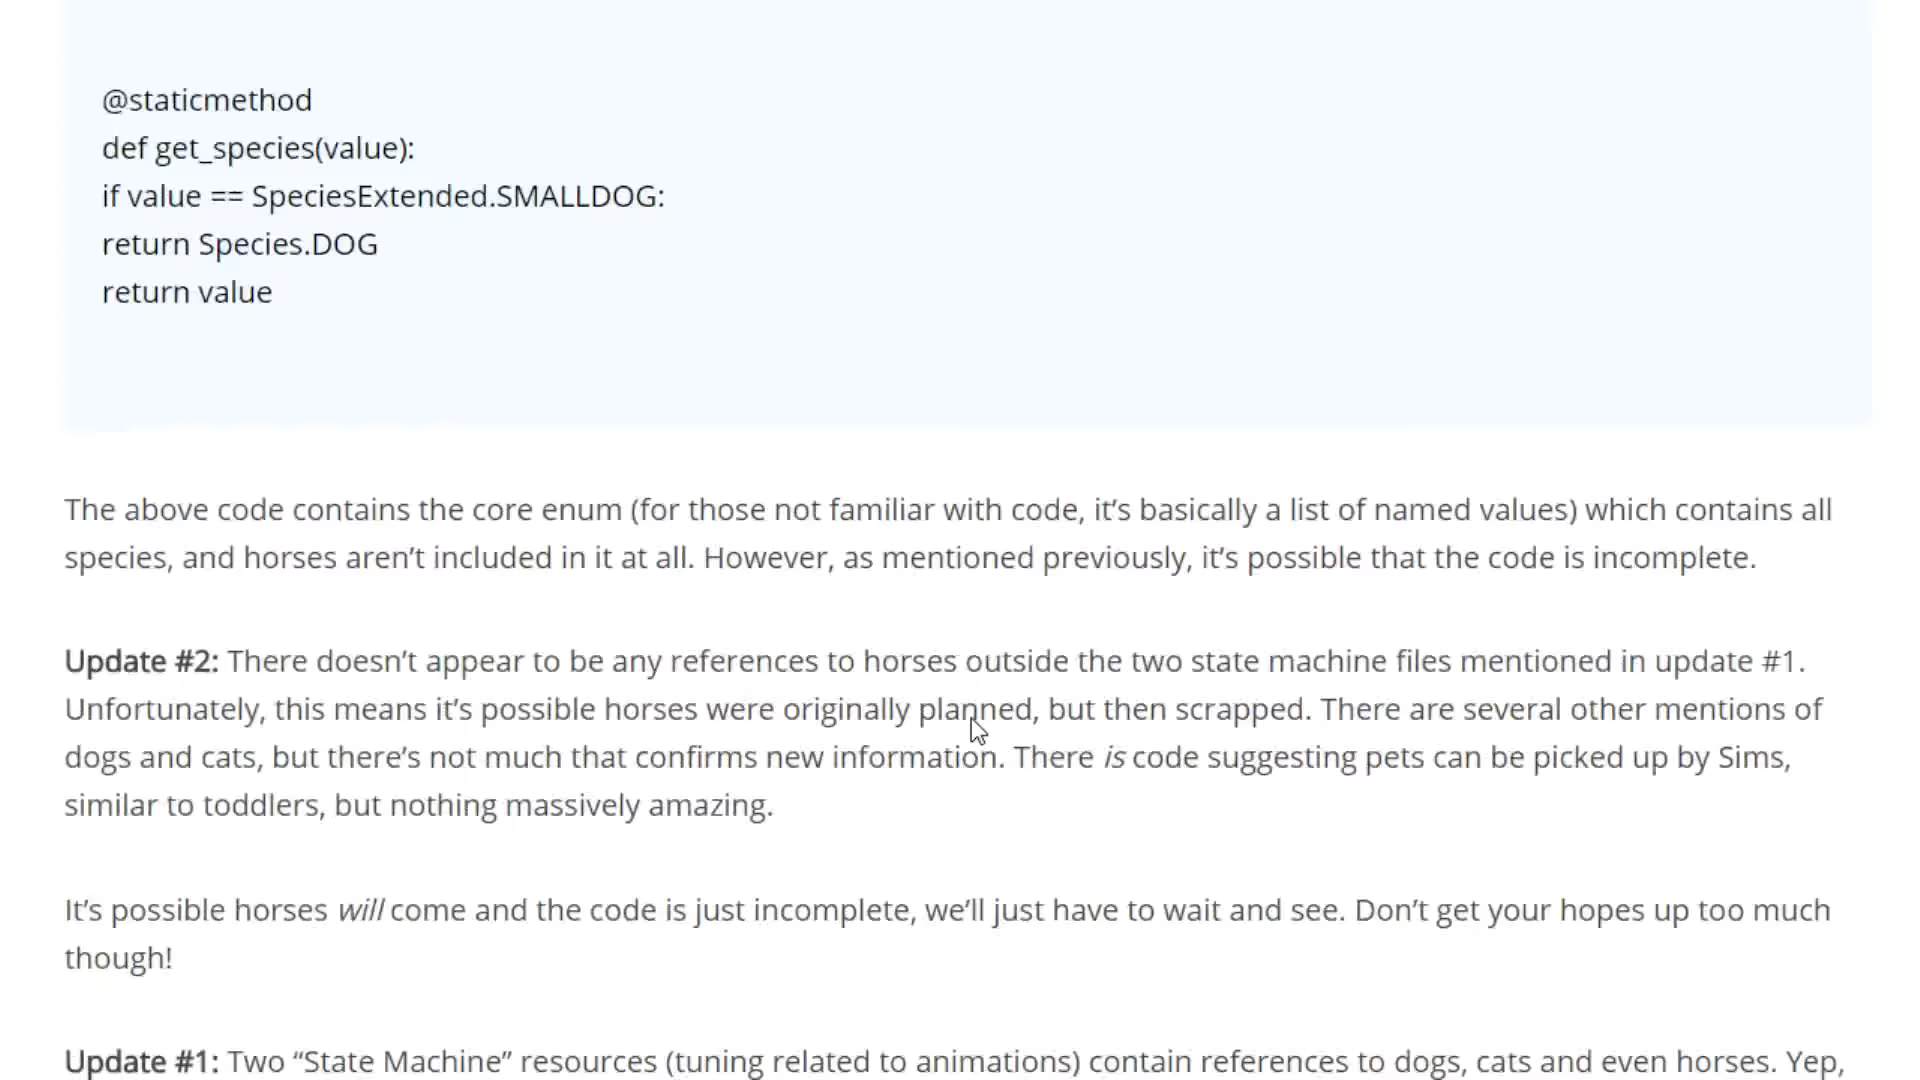 @staticmethod
def get_species(value):
if value == SpeciesExtended.SMALLDOG:
return Species.DOG
return value
The above code contains the core enum (for those not familiar with code, it’s basically a list of named values) which contains all
species, and horses aren’t included in it at all. However, as mentioned previously, it’s possible that the code is incomplete.
Update #2: There doesn’t appear to be any references to horses outside the two state machine files mentioned in update #1.
Unfortunately, this means it’s possible horses were originally planned, but then scrapped. There are several other mentions of
dogs and cats, but there’s not much that confirms new information. There is code suggesting pets can be picked up by Sims,
similar to toddlers, but nothing massively amazing.
It’s possible horses will come and the code is just incomplete, we’ll just have to wait and see. Don’t get your hopes up too much
though!
Update #1: Two “State Machine” resources (tuning related to animations) contain references to dogs, cats and even horses. Yep,